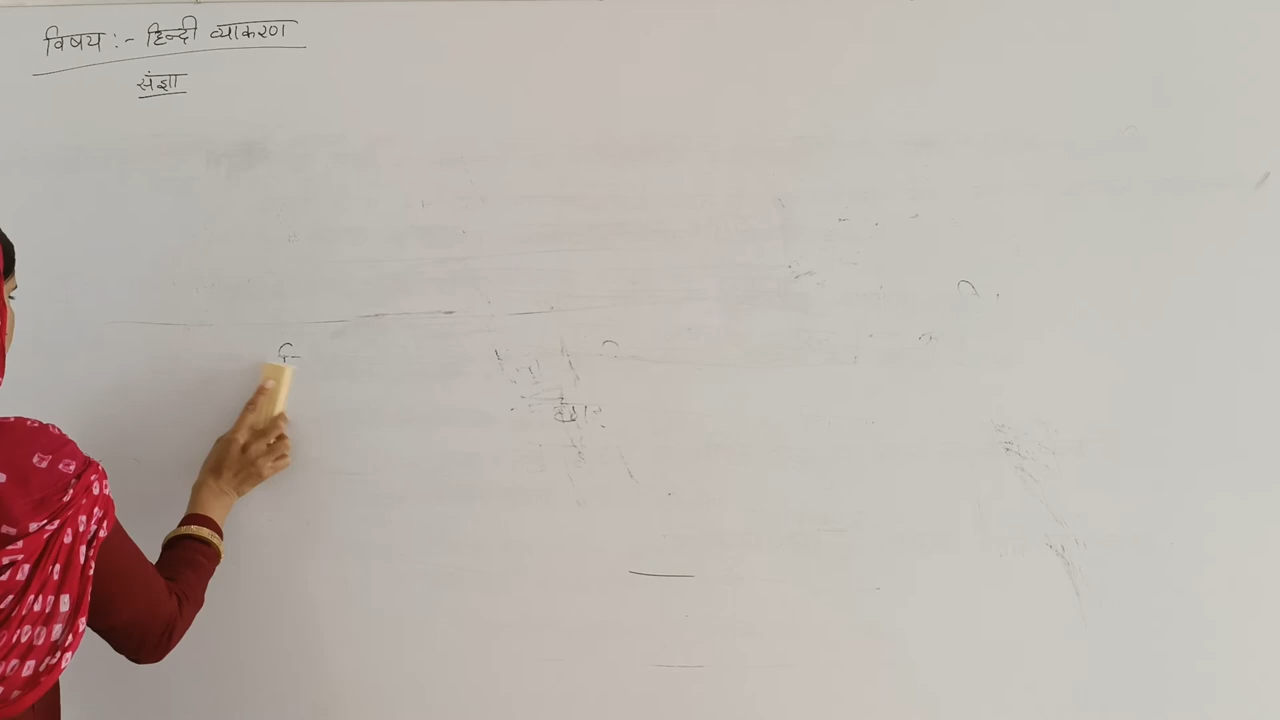 विषय :- हिन्दी व्याकरण
संज्ञा